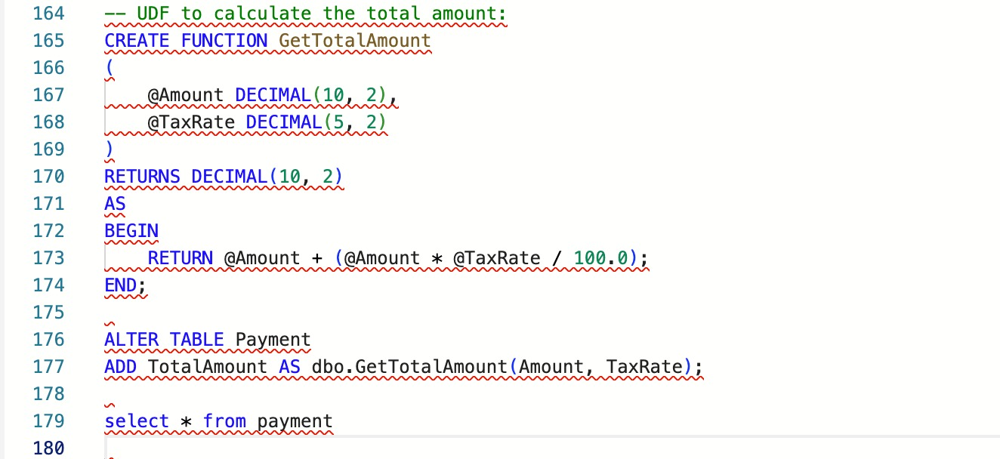 164 -- UDF to calculate the total amount:
165 CREATE FUNCTION GetTotalAmount
166 (
167     @Amount DECIMAL(10, 2),
168     @TaxRate DECIMAL(5, 2)
169 )
170 RETURNS DECIMAL(10, 2)
171 AS
172 BEGIN
173     RETURN @Amount + (@Amount * @TaxRate / 100.0);
174 END;
175
176 ALTER TABLE Payment
177 ADD TotalAmount AS dbo.GetTotalAmount(Amount, TaxRate);
178
179 select * from payment
180